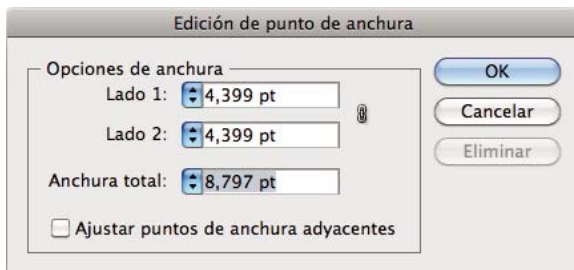 Edición de punto de anchura
Opciones de anchura
Lado 1: 4,399 pt
Lado 2: 4,399 pt
Anchura total: 8,797 pt
Ajustar puntos de anchura adyacentes
OK
Cancelar
Eliminar